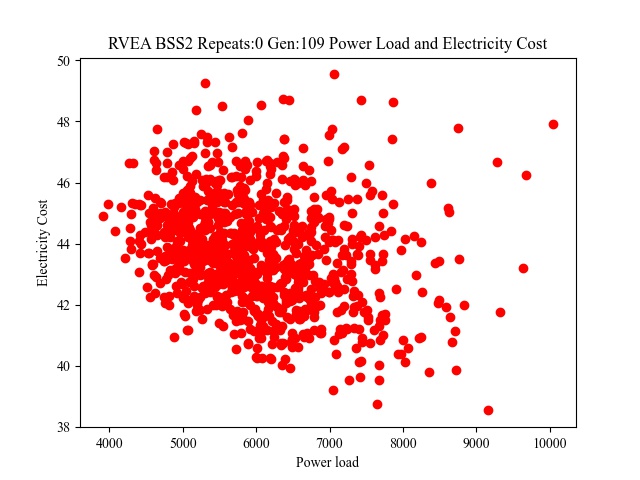 RVEA BSS2 Repeats:0 Gen:109 Power Load and Electricity Cost
50
48
46
44
42
40
38
Electricity Cost
4000 5000 6000 7000 8000 9000 10000
Power load